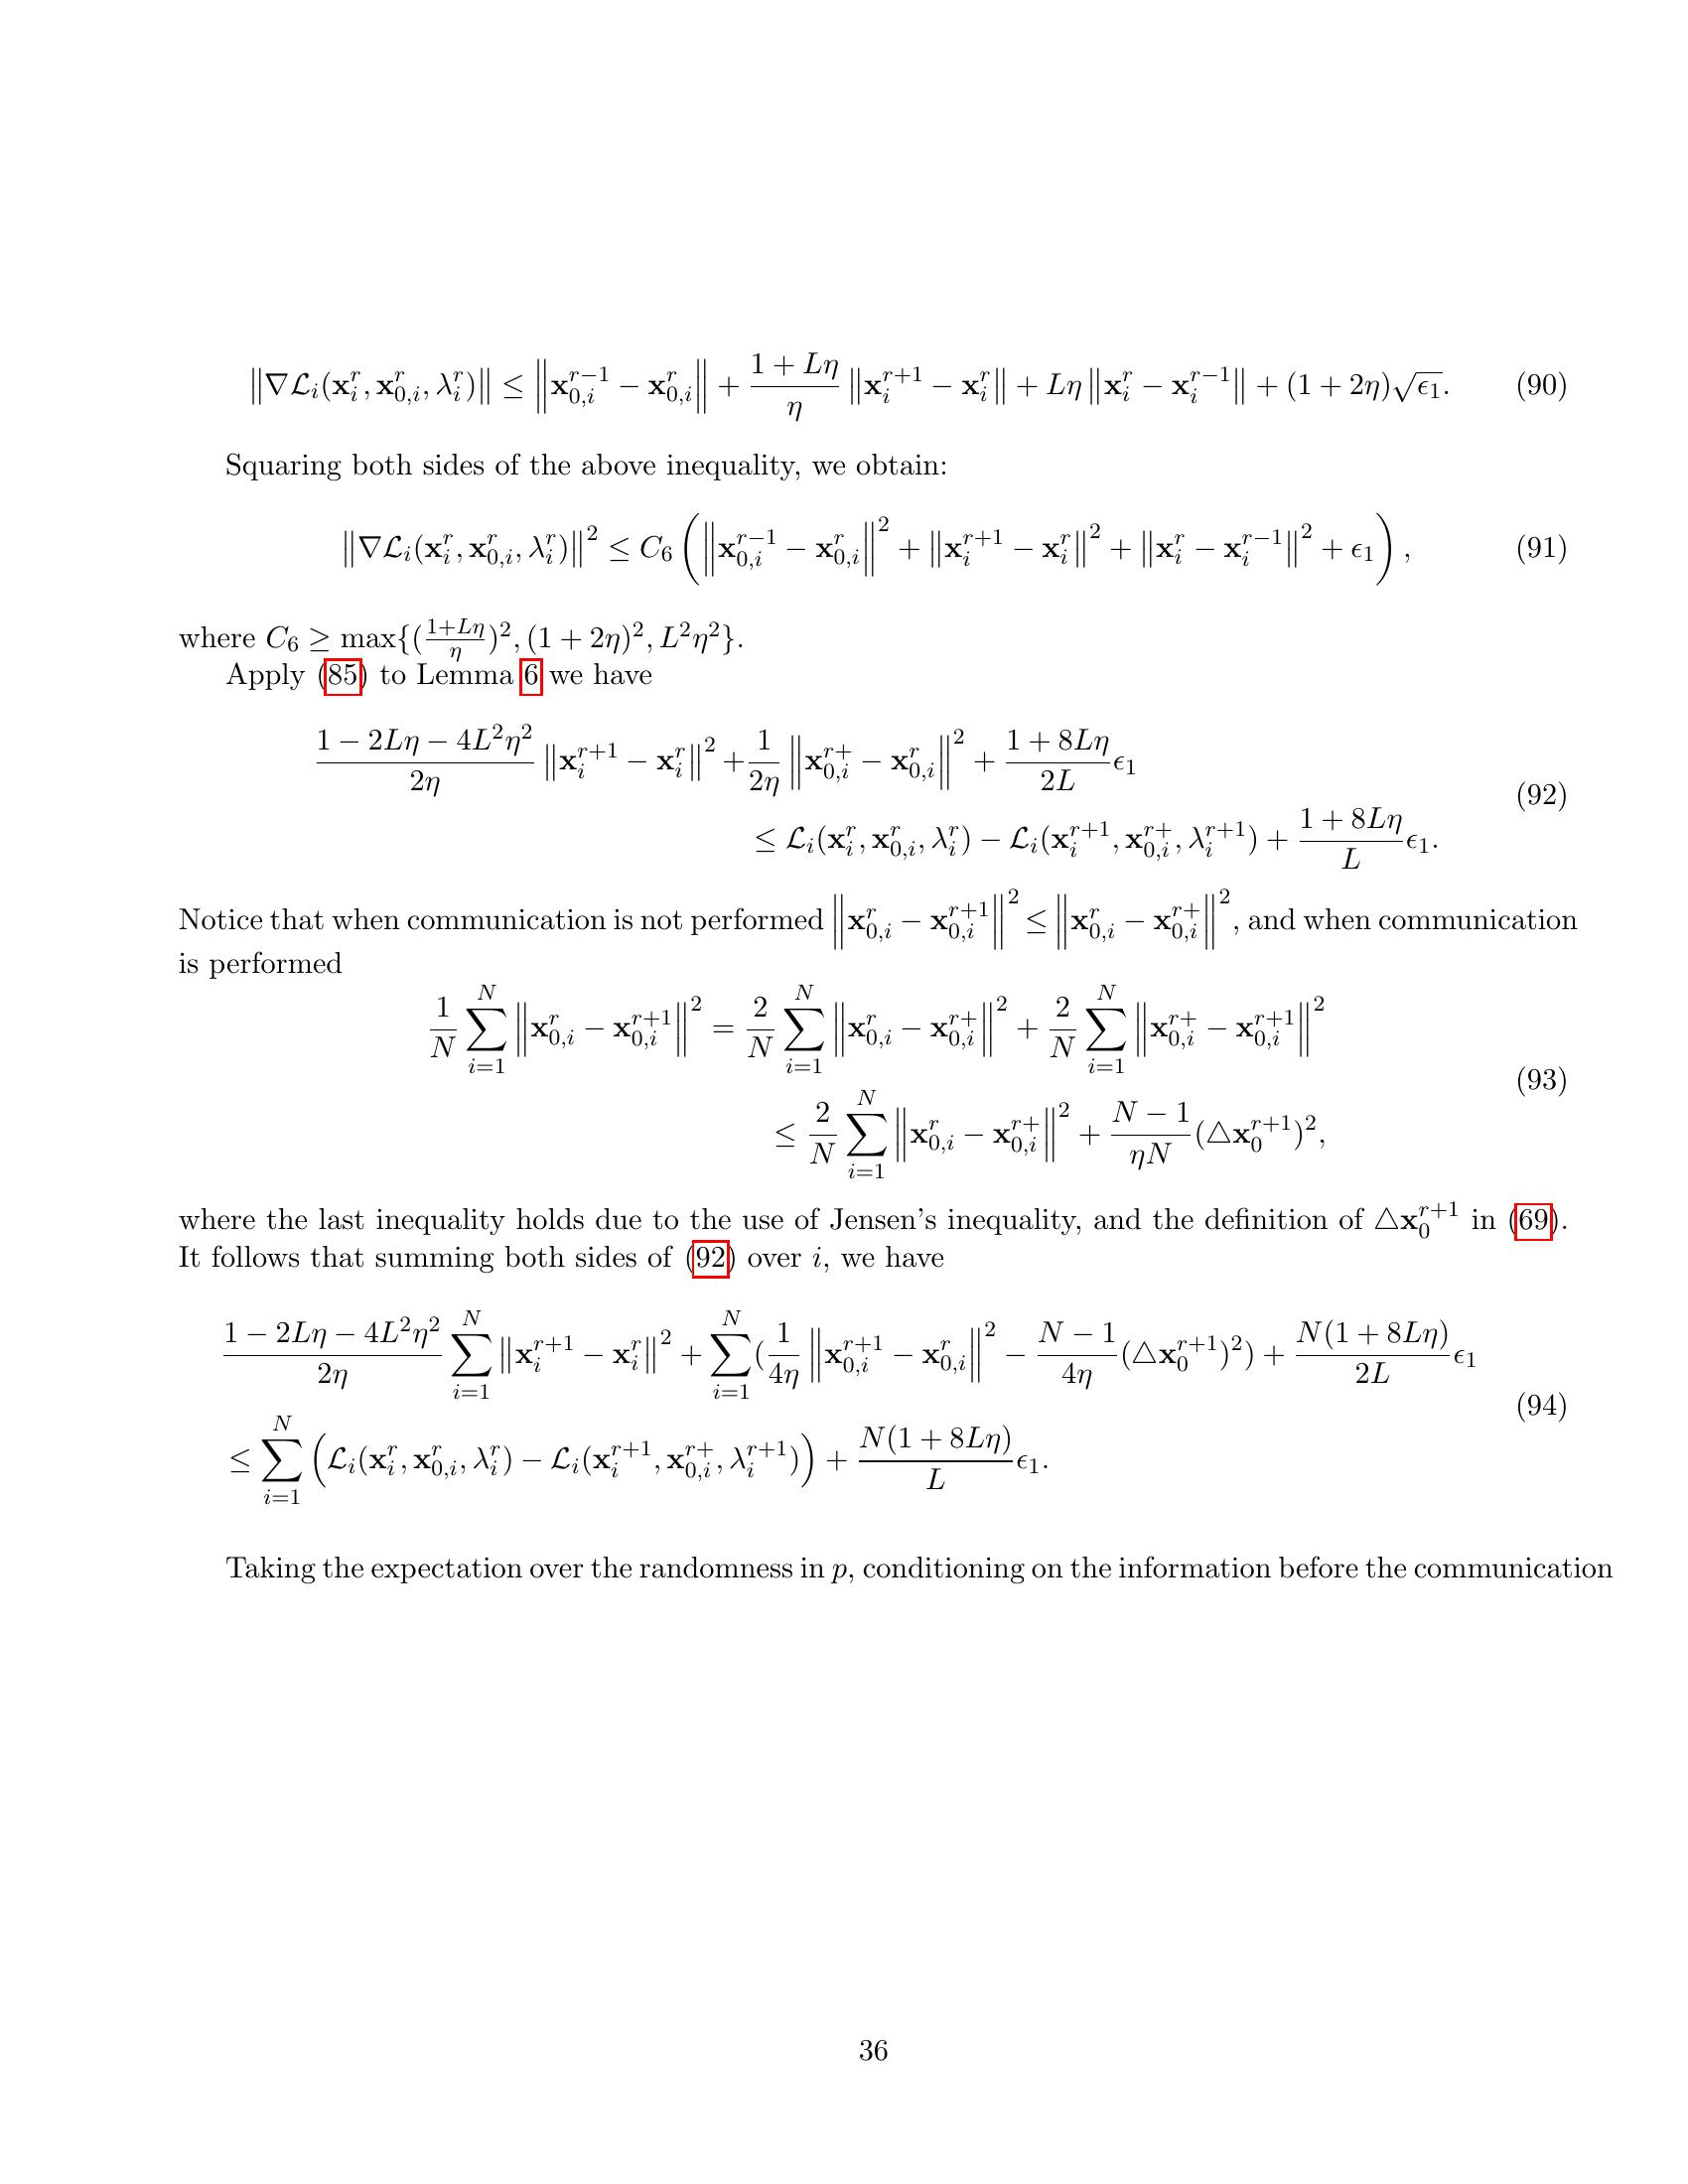 $\left\|\nabla\mathcal{L}_i(\mathbf{x}_i^r, \mathbf{x}_{0,i}^r, \lambda_i^r)\right\| \leq \left\|\mathbf{x}_{0,i}^{r-1} - \mathbf{x}_{0,i}^r\right\| + \frac{1+L\eta}{\eta}\left\|\mathbf{x}_i^{r+1} - \mathbf{x}_i^r\right\| + L\eta\left\|\mathbf{x}_i^r - \mathbf{x}_i^{r-1}\right\| + (1+2\eta)\sqrt{\epsilon_1}.$ (90)
Squaring both sides of the above inequality, we obtain:
$\left\|\nabla\mathcal{L}_i(\mathbf{x}_i^r, \mathbf{x}_{0,i}^r, \lambda_i^r)\right\|^2 \leq C_6\left(\left\|\mathbf{x}_{0,i}^{r-1} - \mathbf{x}_{0,i}^r\right\|^2 + \left\|\mathbf{x}_i^{r+1} - \mathbf{x}_i^r\right\|^2 + \left\|\mathbf{x}_i^r - \mathbf{x}_i^{r-1}\right\|^2 + \epsilon_1\right),$ (91)
where $C_6 \geq \max\{(\frac{1+L\eta}{\eta})^2, (1+2\eta)^2, L^2\eta^2\}$.
Apply (85) to Lemma 6 we have
$\frac{1-2L\eta-4L^2\eta^2}{2\eta}\left\|\mathbf{x}_i^{r+1} - \mathbf{x}_i^r\right\|^2 + \frac{1}{2\eta}\left\|\mathbf{x}_{0,i}^{r+} - \mathbf{x}_{0,i}^r\right\|^2 + \frac{1+8L\eta}{2L}\epsilon_1$
$\leq \mathcal{L}_i(\mathbf{x}_i^r, \mathbf{x}_{0,i}^r, \lambda_i^r) - \mathcal{L}_i(\mathbf{x}_i^{r+1}, \mathbf{x}_{0,i}^{r+}, \lambda_i^{r+1}) + \frac{1+8L\eta}{L}\epsilon_1.$ (92)
Notice that when communication is not performed $\left\|\mathbf{x}_{0,i}^r - \mathbf{x}_{0,i}^{r+1}\right\|^2 \leq \left\|\mathbf{x}_{0,i}^r - \mathbf{x}_{0,i}^{r+}\right\|^2$, and when communication
is performed
$\frac{1}{N}\sum_{i=1}^N\left\|\mathbf{x}_{0,i}^r - \mathbf{x}_{0,i}^{r+1}\right\|^2 = \frac{2}{N}\sum_{i=1}^N\left\|\mathbf{x}_{0,i}^r - \mathbf{x}_{0,i}^{r+}\right\|^2 + \frac{2}{N}\sum_{i=1}^N\left\|\mathbf{x}_{0,i}^{r+} - \mathbf{x}_{0,i}^{r+1}\right\|^2$
$\leq \frac{2}{N}\sum_{i=1}^N\left\|\mathbf{x}_{0,i}^r - \mathbf{x}_{0,i}^{r+}\right\|^2 + \frac{N-1}{\eta N}(\triangle\mathbf{x}_0^{r+1})^2,$ (93)
where the last inequality holds due to the use of Jensen's inequality, and the definition of $\triangle\mathbf{x}_0^{r+1}$ in (69).
It follows that summing both sides of (92) over $i$, we have
$\frac{1-2L\eta-4L^2\eta^2}{2\eta}\sum_{i=1}^N\left\|\mathbf{x}_i^{r+1} - \mathbf{x}_i^r\right\|^2 + \sum_{i=1}^N(\frac{1}{4\eta}\left\|\mathbf{x}_{0,i}^{r+1} - \mathbf{x}_{0,i}^r\right\|^2 - \frac{N-1}{4\eta}(\triangle\mathbf{x}_0^{r+1})^2) + \frac{N(1+8L\eta)}{2L}\epsilon_1$
$\leq \sum_{i=1}^N\left(\mathcal{L}_i(\mathbf{x}_i^r, \mathbf{x}_{0,i}^r, \lambda_i^r) - \mathcal{L}_i(\mathbf{x}_i^{r+1}, \mathbf{x}_{0,i}^{r+}, \lambda_i^{r+1})\right) + \frac{N(1+8L\eta)}{L}\epsilon_1.$ (94)
Taking the expectation over the randomness in $p$, conditioning on the information before the communication
36